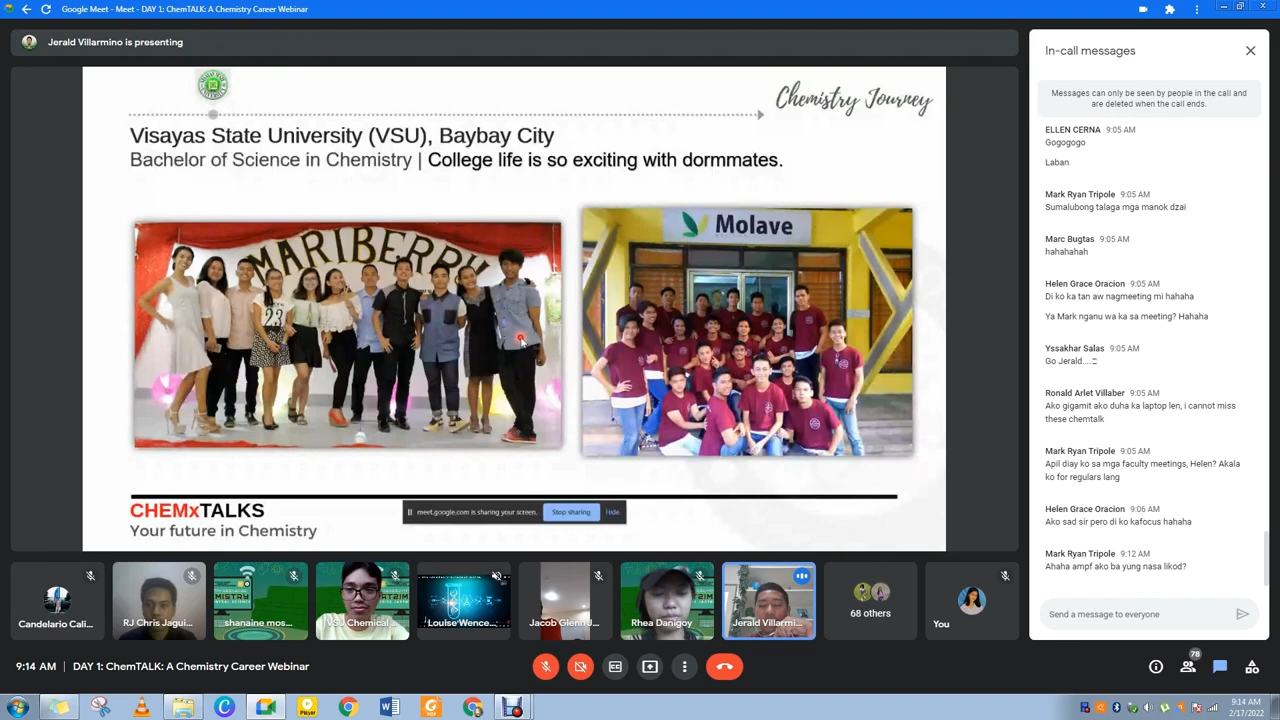 Google Meet - Meet - DAY 1: ChemTALK: A Chemistry Career Webinar
Jerald Villarmino is presenting
Chemistry Journey
Visayas State University (VSU), Baybay City
Bachelor of Science in Chemistry | College life is so exciting with dormmates.
MARIBERRY
23
Molave
CHEMxTALKS
Your future in Chemistry
meet.google.com is sharing your screen.
Stop sharing
Hide
In-call messages
Messages can only be seen by people in the call and
are deleted when the call ends.
ELLEN CERNA 9:05 AM
Gogogogo
Laban
Mark Ryan Tripole 9:05 AM
Sumalubong talaga mga manok dzai
Marc Bugtas 9:05 AM
hahahahah
Helen Grace Oracion 9:05 AM
Di ko ka tan aw nagmeeting mi hahaha
Ya Mark nganu wa ka sa meeting? Hahaha
Yssakhar Salas 9:05 AM
Go Jerald.....
Ronald Arlet Villaber 9:05 AM
Ako gigamit ako duha ka laptop len, i cannot miss
these chemtalk
Mark Ryan Tripole 9:05 AM
Apil diay ko sa mga faculty meetings, Helen? Akala
ko for regulars lang
Helen Grace Oracion 9:06 AM
Ako sad sir pero di ko kafocus hahaha
Mark Ryan Tripole 9:12 AM
Ahaha ampf ako ba yung nasa likod?
Send a message to everyone
Candelario Cali...
RJ Chris Jagui...
shanaine mos...
VSU Chemical ...
Louise Wence...
Jacob Glenn J...
Rhea Danigoy
Jerald Villarmi...
68 others
You
9:14 AM | DAY 1: ChemTALK: A Chemistry Career Webinar
78
Player
9:14 AM
2/17/2022